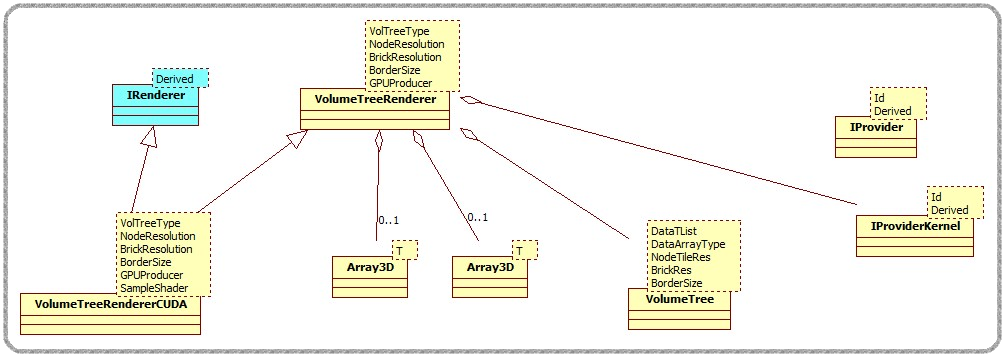 Derived
IRenderer
VolTreeType
NodeResolution
BrickResolution
BorderSize
GPUProducer
VolumeTreeRenderer
Id
Derived
IProvider
Id
Derived
IProviderKernel
0..1
0..1
VolTreeType
NodeResolution
BrickResolution
BorderSize
GPUProducer
SampleShader
VolumeTreeRendererCUDA
T
Array3D
T
Array3D
DataTList
DataArrayType
NodeTileRes
BrickRes
BorderSize
VolumeTree